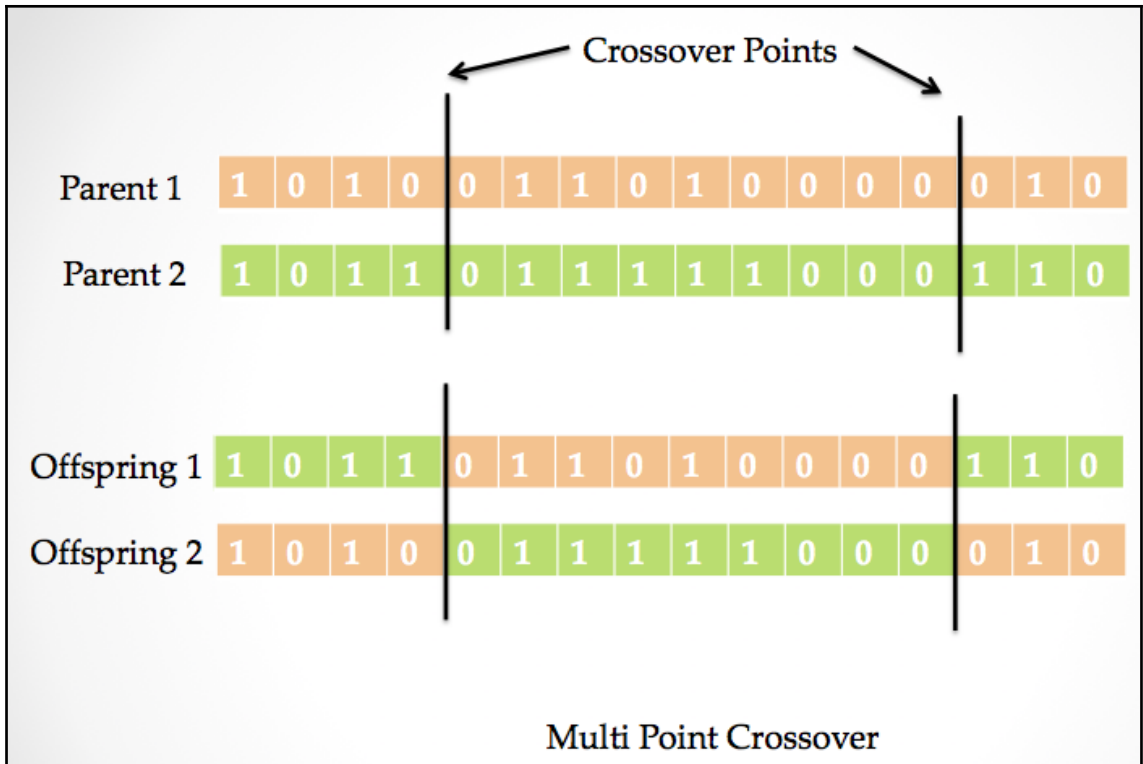 Crossover Points
Parent 1 1 0 1 0 0 1 1 0 1 0 0 0 0 0 1 0
Parent 2 1 0 1 1 0 1 1 1 1 1 0 0 0 1 1 0
Offspring 1 1 0 1 1 0 1 1 0 1 0 0 0 0 1 1 0
Offspring 2 1 0 1 0 0 1 1 1 1 1 0 0 0 0 1 0
Multi Point Crossover